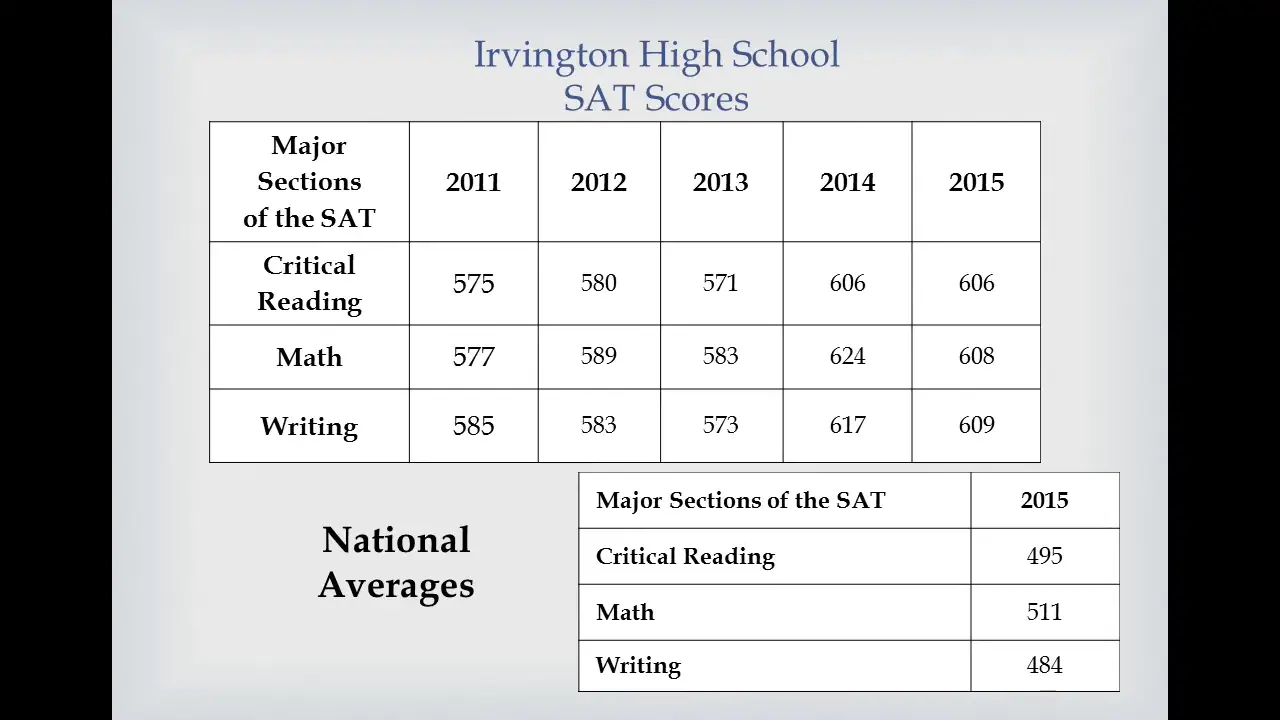 Irvington High School
SAT Scores
Major
Sections
of the SAT
2011
2012
2013
2014
2015
Critical
Reading
575
580
571
606
606
Math
577
589
583
624
608
Writing
585
583
573
617
609
National
Averages
Major Sections of the SAT
2015
Critical Reading
495
Math
511
Writing
484